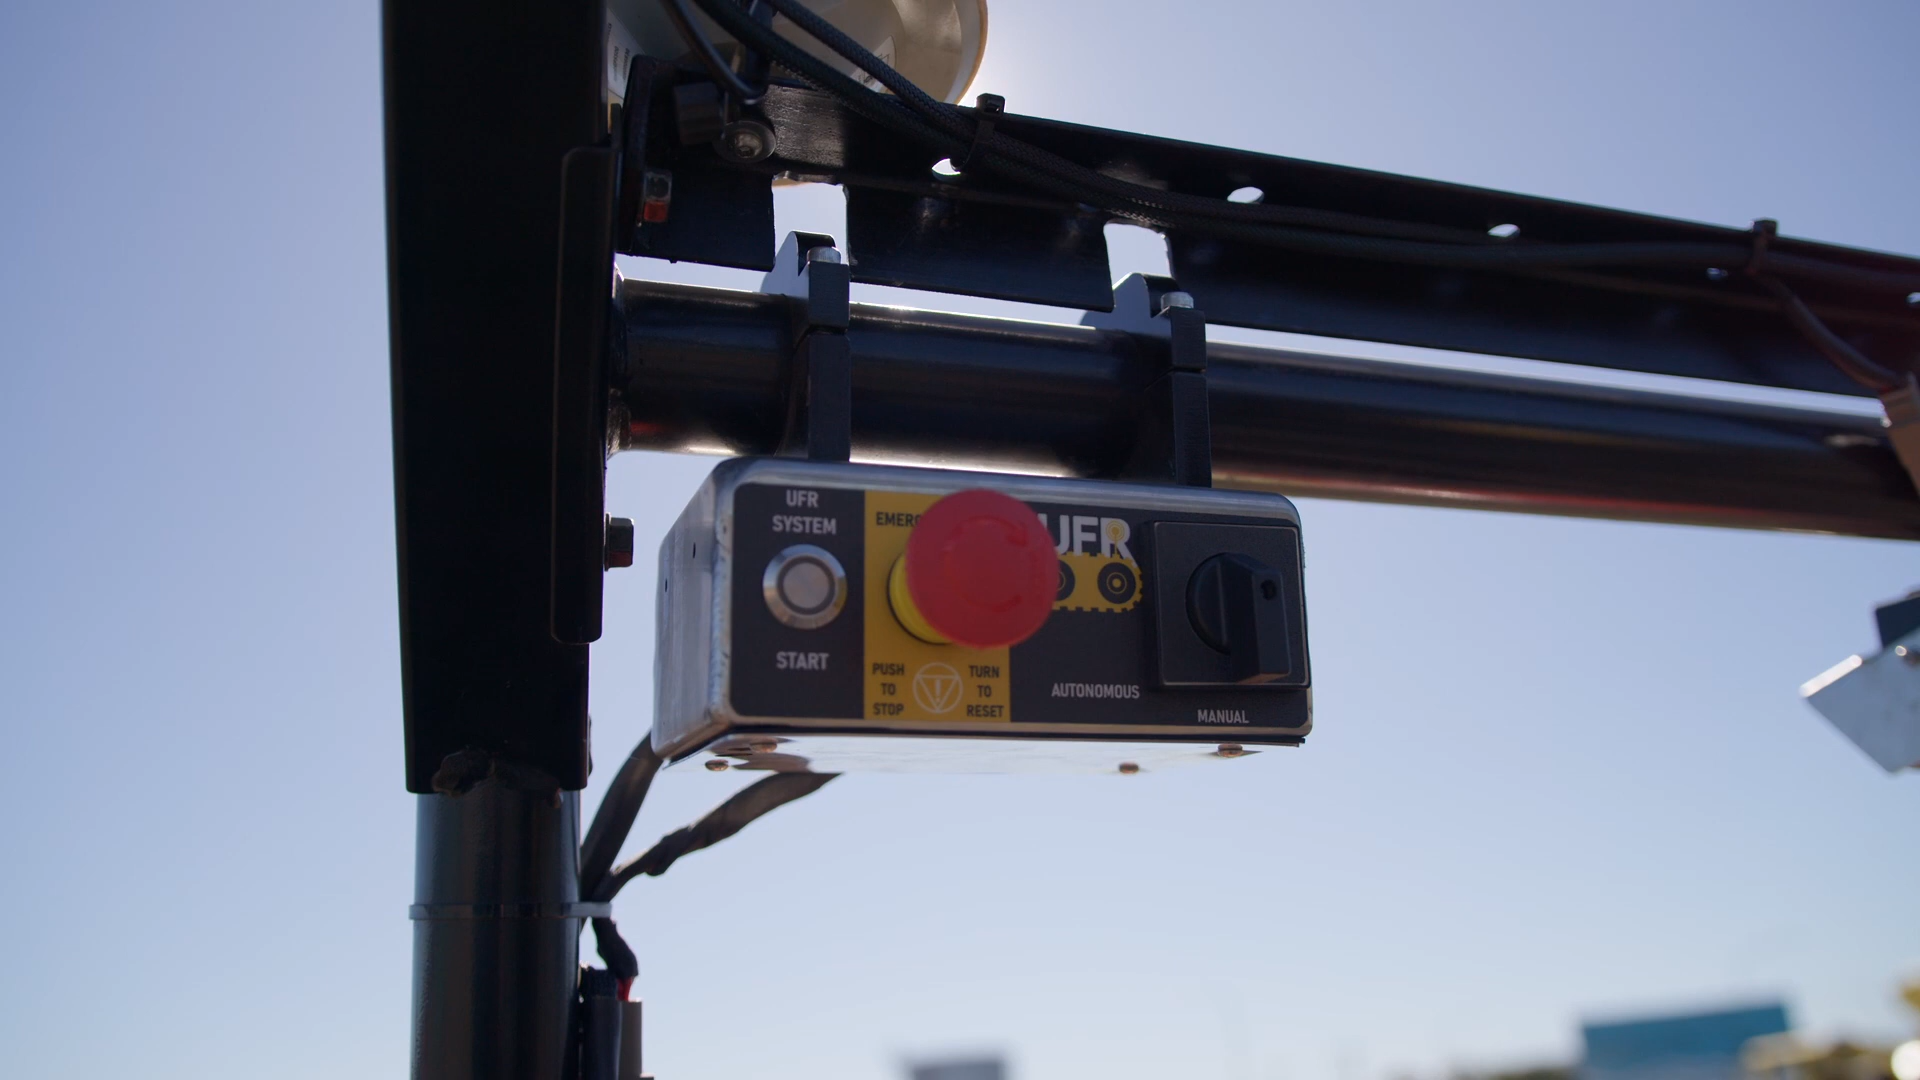 UFR
SYSTEM
START
EMERG
PUSH
TO
STOP
TURN
TO
RESET
UFR
AUTONOMOUS
MANUAL